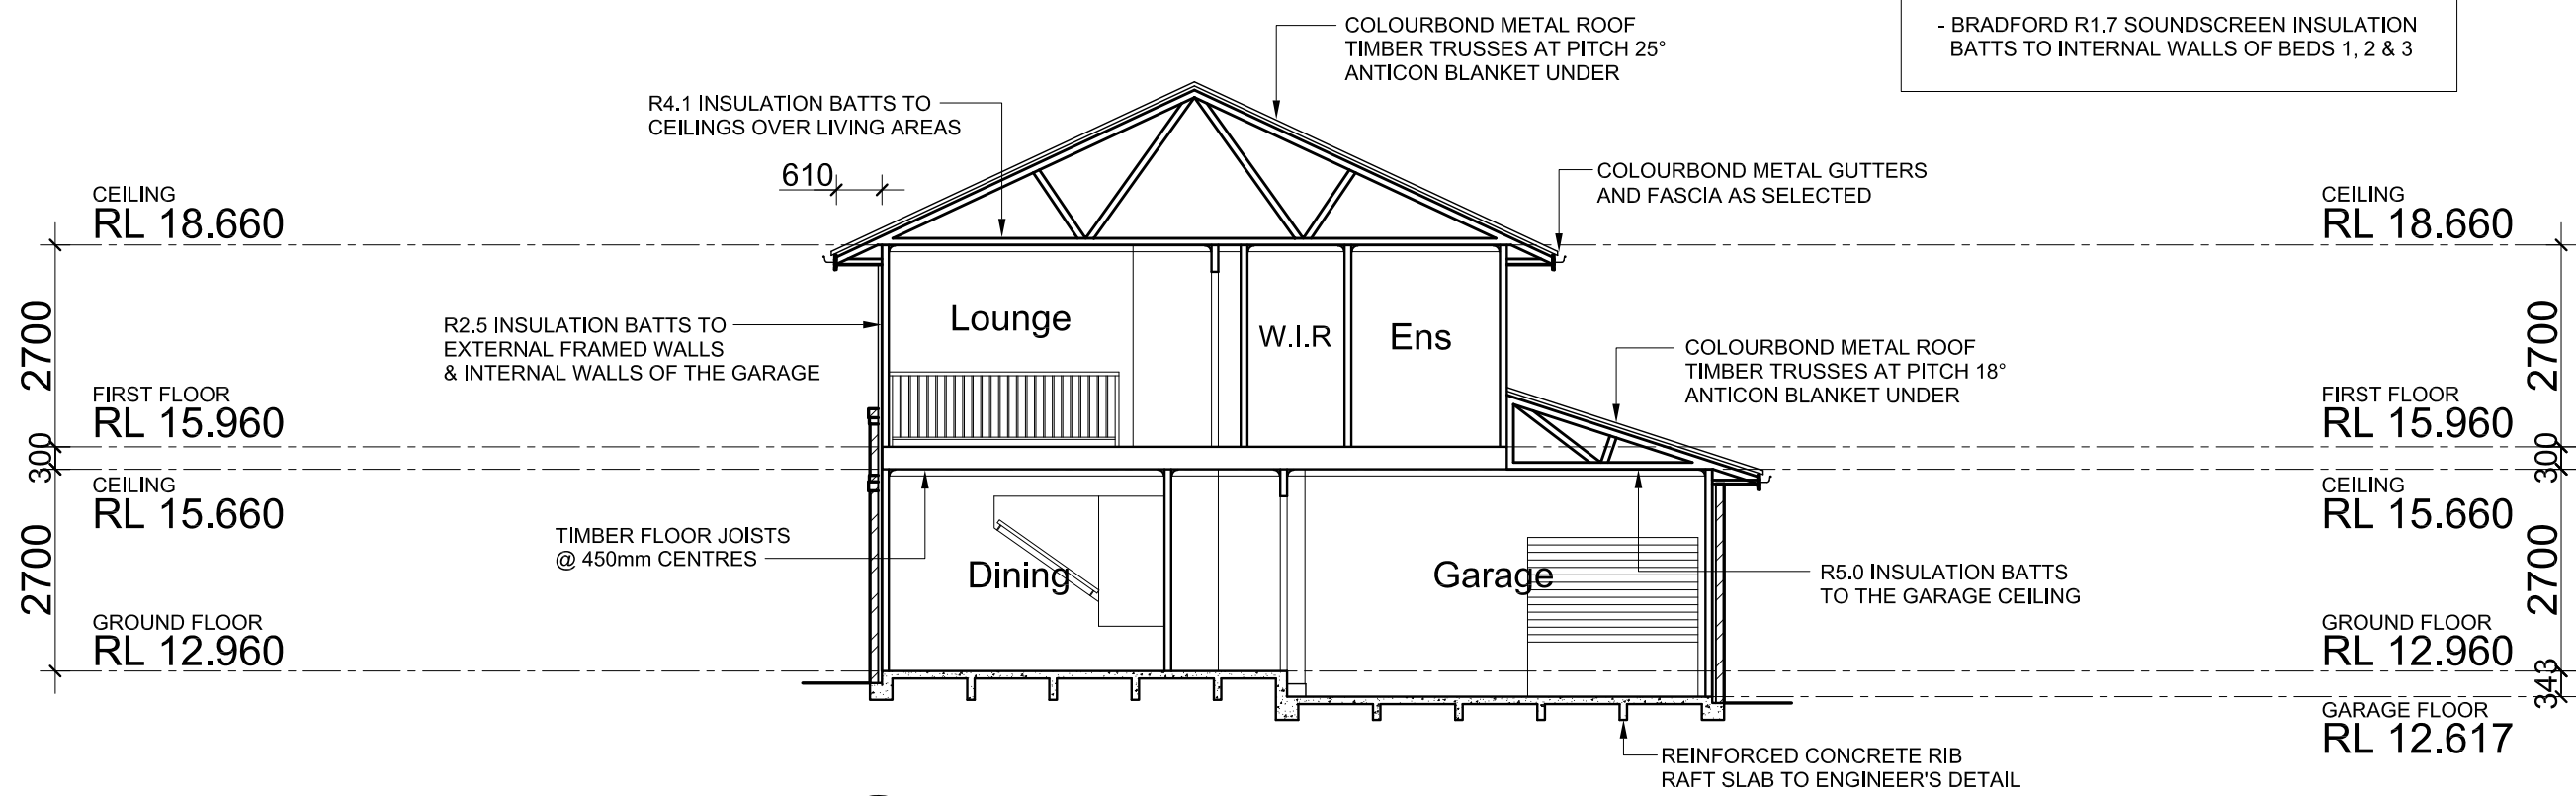 COLOURBOND METAL ROOF
TIMBER TRUSSES AT PITCH 25°
ANTICON BLANKET UNDER
- BRADFORD R1.7 SOUNDSCREEN INSULATION
BATTS TO INTERNAL WALLS OF BEDS 1, 2 & 3
R4.1 INSULATION BATTS TO
CEILINGS OVER LIVING AREAS
610
COLOURBOND METAL GUTTERS
AND FASCIA AS SELECTED
CEILING
RL 18.660
CEILING
RL 18.660
2700
R2.5 INSULATION BATTS TO
EXTERNAL FRAMED WALLS
& INTERNAL WALLS OF THE GARAGE
Lounge
W.I.R
Ens
COLOURBOND METAL ROOF
TIMBER TRUSSES AT PITCH 18°
ANTICON BLANKET UNDER
2700
FIRST FLOOR
RL 15.960
FIRST FLOOR
RL 15.960
300
300
CEILING
RL 15.660
CEILING
RL 15.660
2700
TIMBER FLOOR JOISTS
@ 450mm CENTRES
Dining
Garage
R5.0 INSULATION BATTS
TO THE GARAGE CEILING
2700
GROUND FLOOR
RL 12.960
GROUND FLOOR
RL 12.960
343
GARAGE FLOOR
RL 12.617
REINFORCED CONCRETE RIB
RAFT SLAB TO ENGINEER'S DETAIL